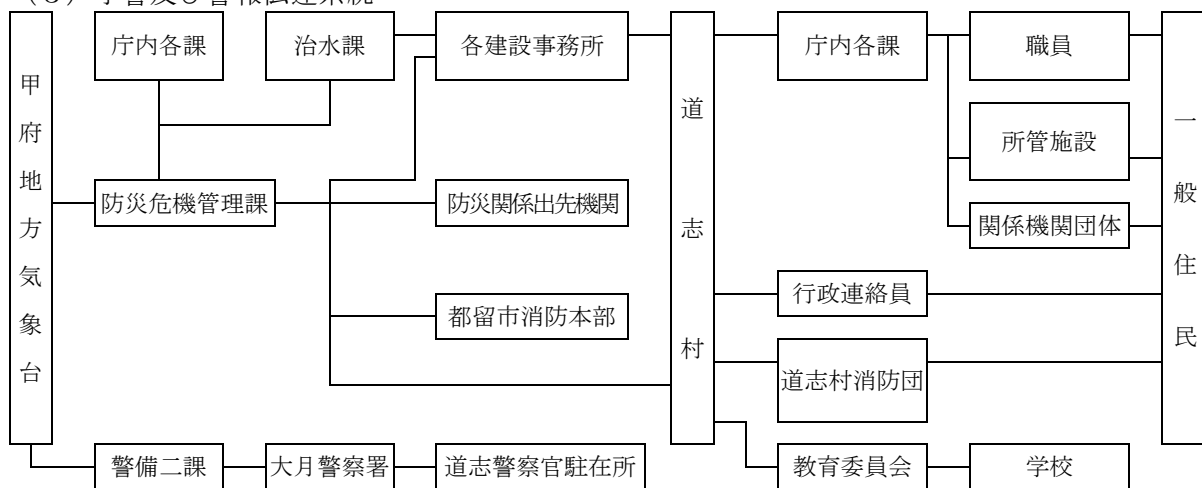 甲府地方気象台
庁内各課
治水課
各建設事務所
防災危機管理課
防災関係出先機関
都留市消防本部
警備二課
大月警察署
道志警察官駐在所
道志村
庁内各課
職員
所管施設
関係機関団体
行政連絡員
道志村消防団
教育委員会
学校
一般住民